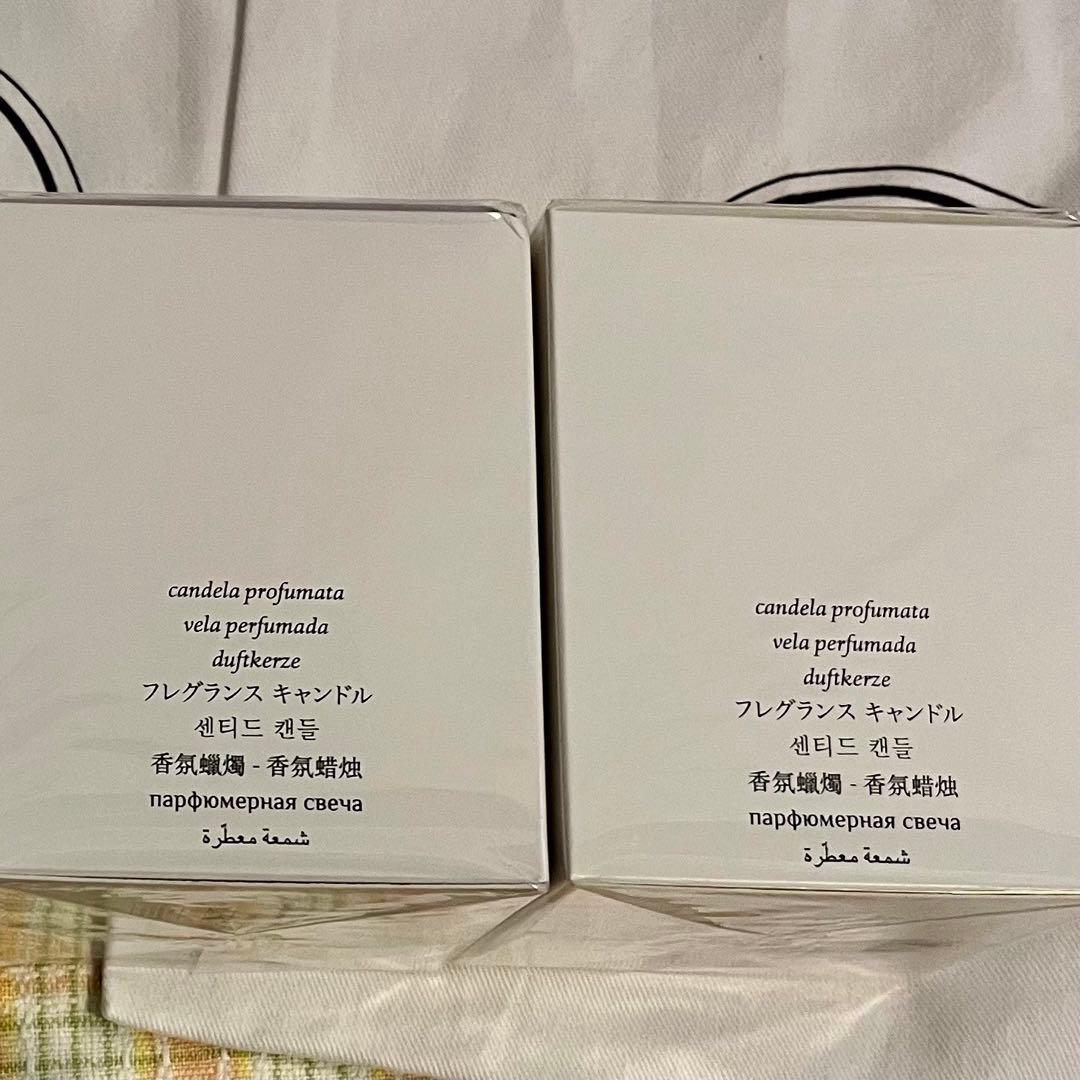 candela profumata
vela perfumada
duftkerze
フレグランス キャンドル
센티드 캔들
香氛蠟燭 - 香氛蜡烛
парфюмерная свеча
شمعة معطّرة
candela profumata
vela perfumada
duftkerze
フレグランス キャンドル
센티드 캔들
香氛蠟燭 - 香氛蜡烛
парфюмерная свеча
شمعة معطّرة